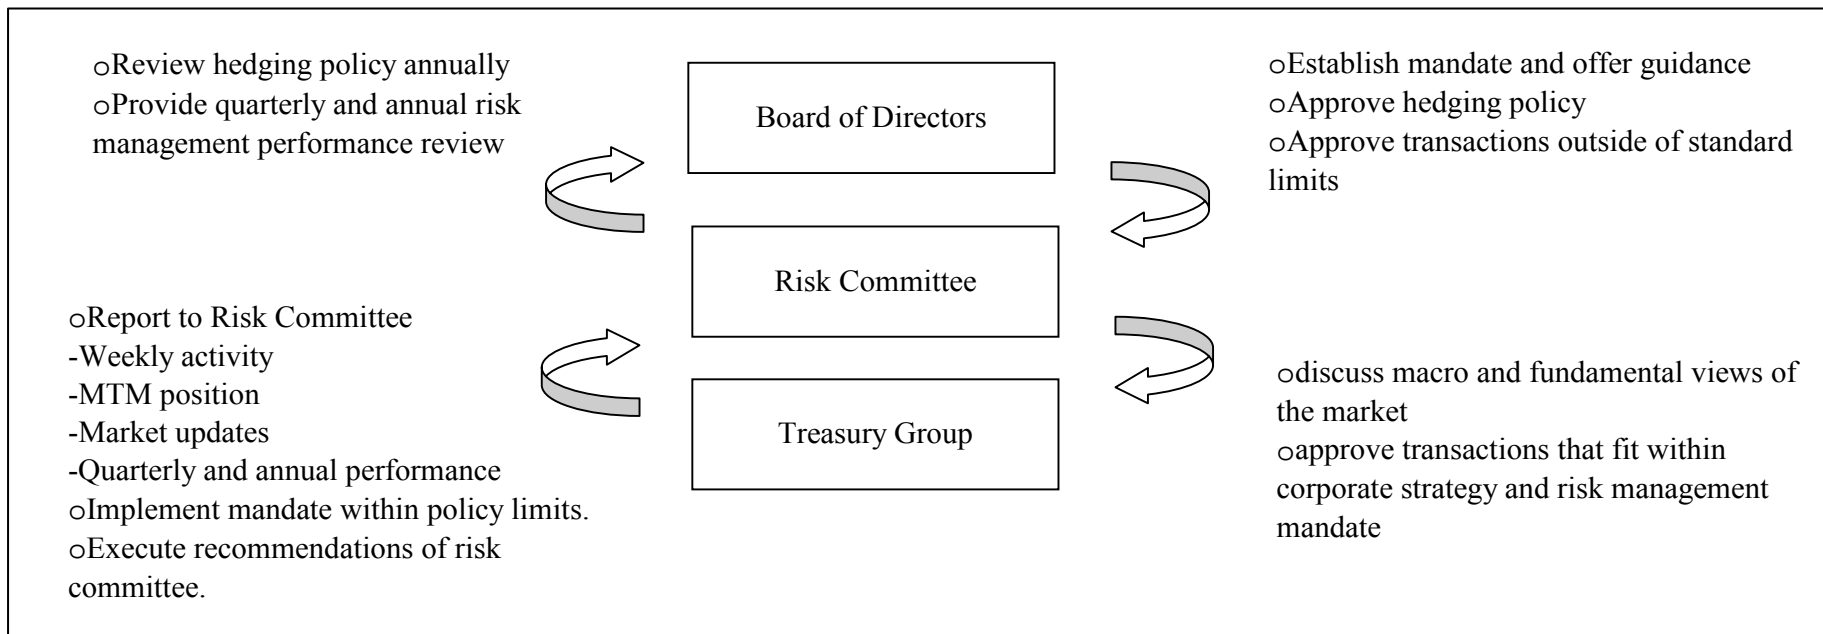 oReview hedging policy annually
oProvide quarterly and annual risk
management performance review
Board of Directors
oEstablish mandate and offer guidance
oApprove hedging policy
oApprove transactions outside of standard
limits
Risk Committee
oReport to Risk Committee
-Weekly activity
-MTM position
-Market updates
-Quarterly and annual performance
oImplement mandate within policy limits.
oExecute recommendations of risk
committee.
Treasury Group
odiscuss macro and fundamental views of
the market
oapprove transactions that fit within
corporate strategy and risk management
mandate